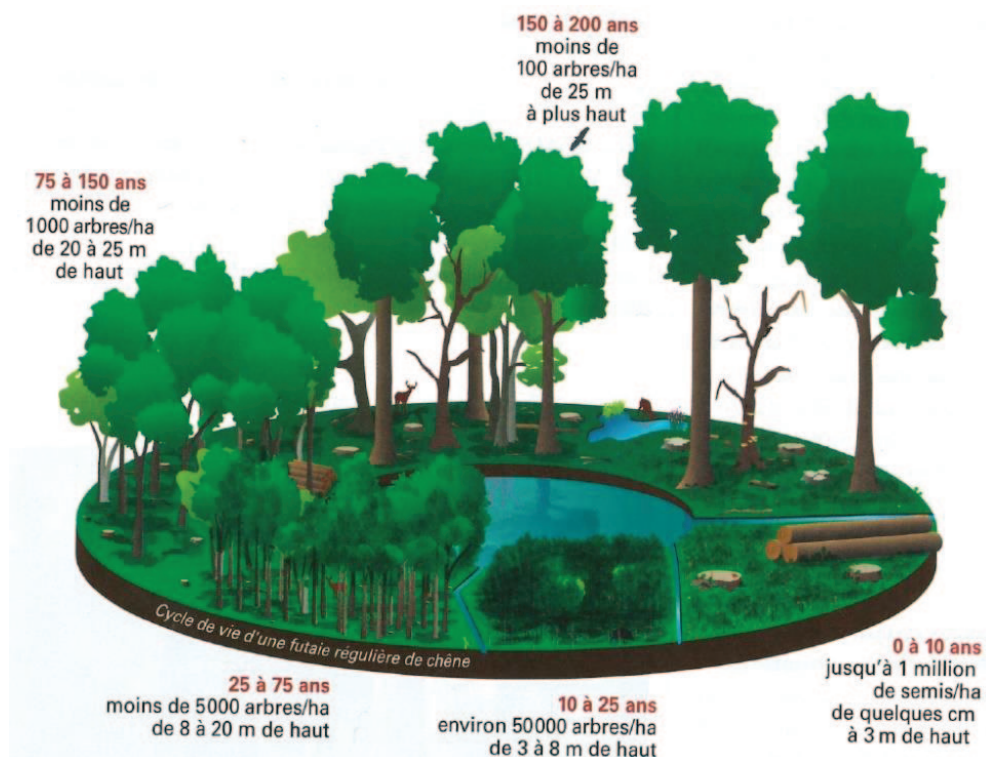 150 à 200 ans
moins de
100 arbres/ha
de 25 m
à plus haut
75 à 150 ans
moins de
1000 arbres/ha
de 20 à 25 m
de haut
Cycle de vie d'une futaie régulière de chêne
25 à 75 ans
moins de 5000 arbres/ha
de 8 à 20 m de haut
10 à 25 ans
environ 50000 arbres/ha
de 3 à 8 m de haut
0 à 10 ans
jusqu'à 1 million
de semis/ha
de quelques cm
à 3 m de haut